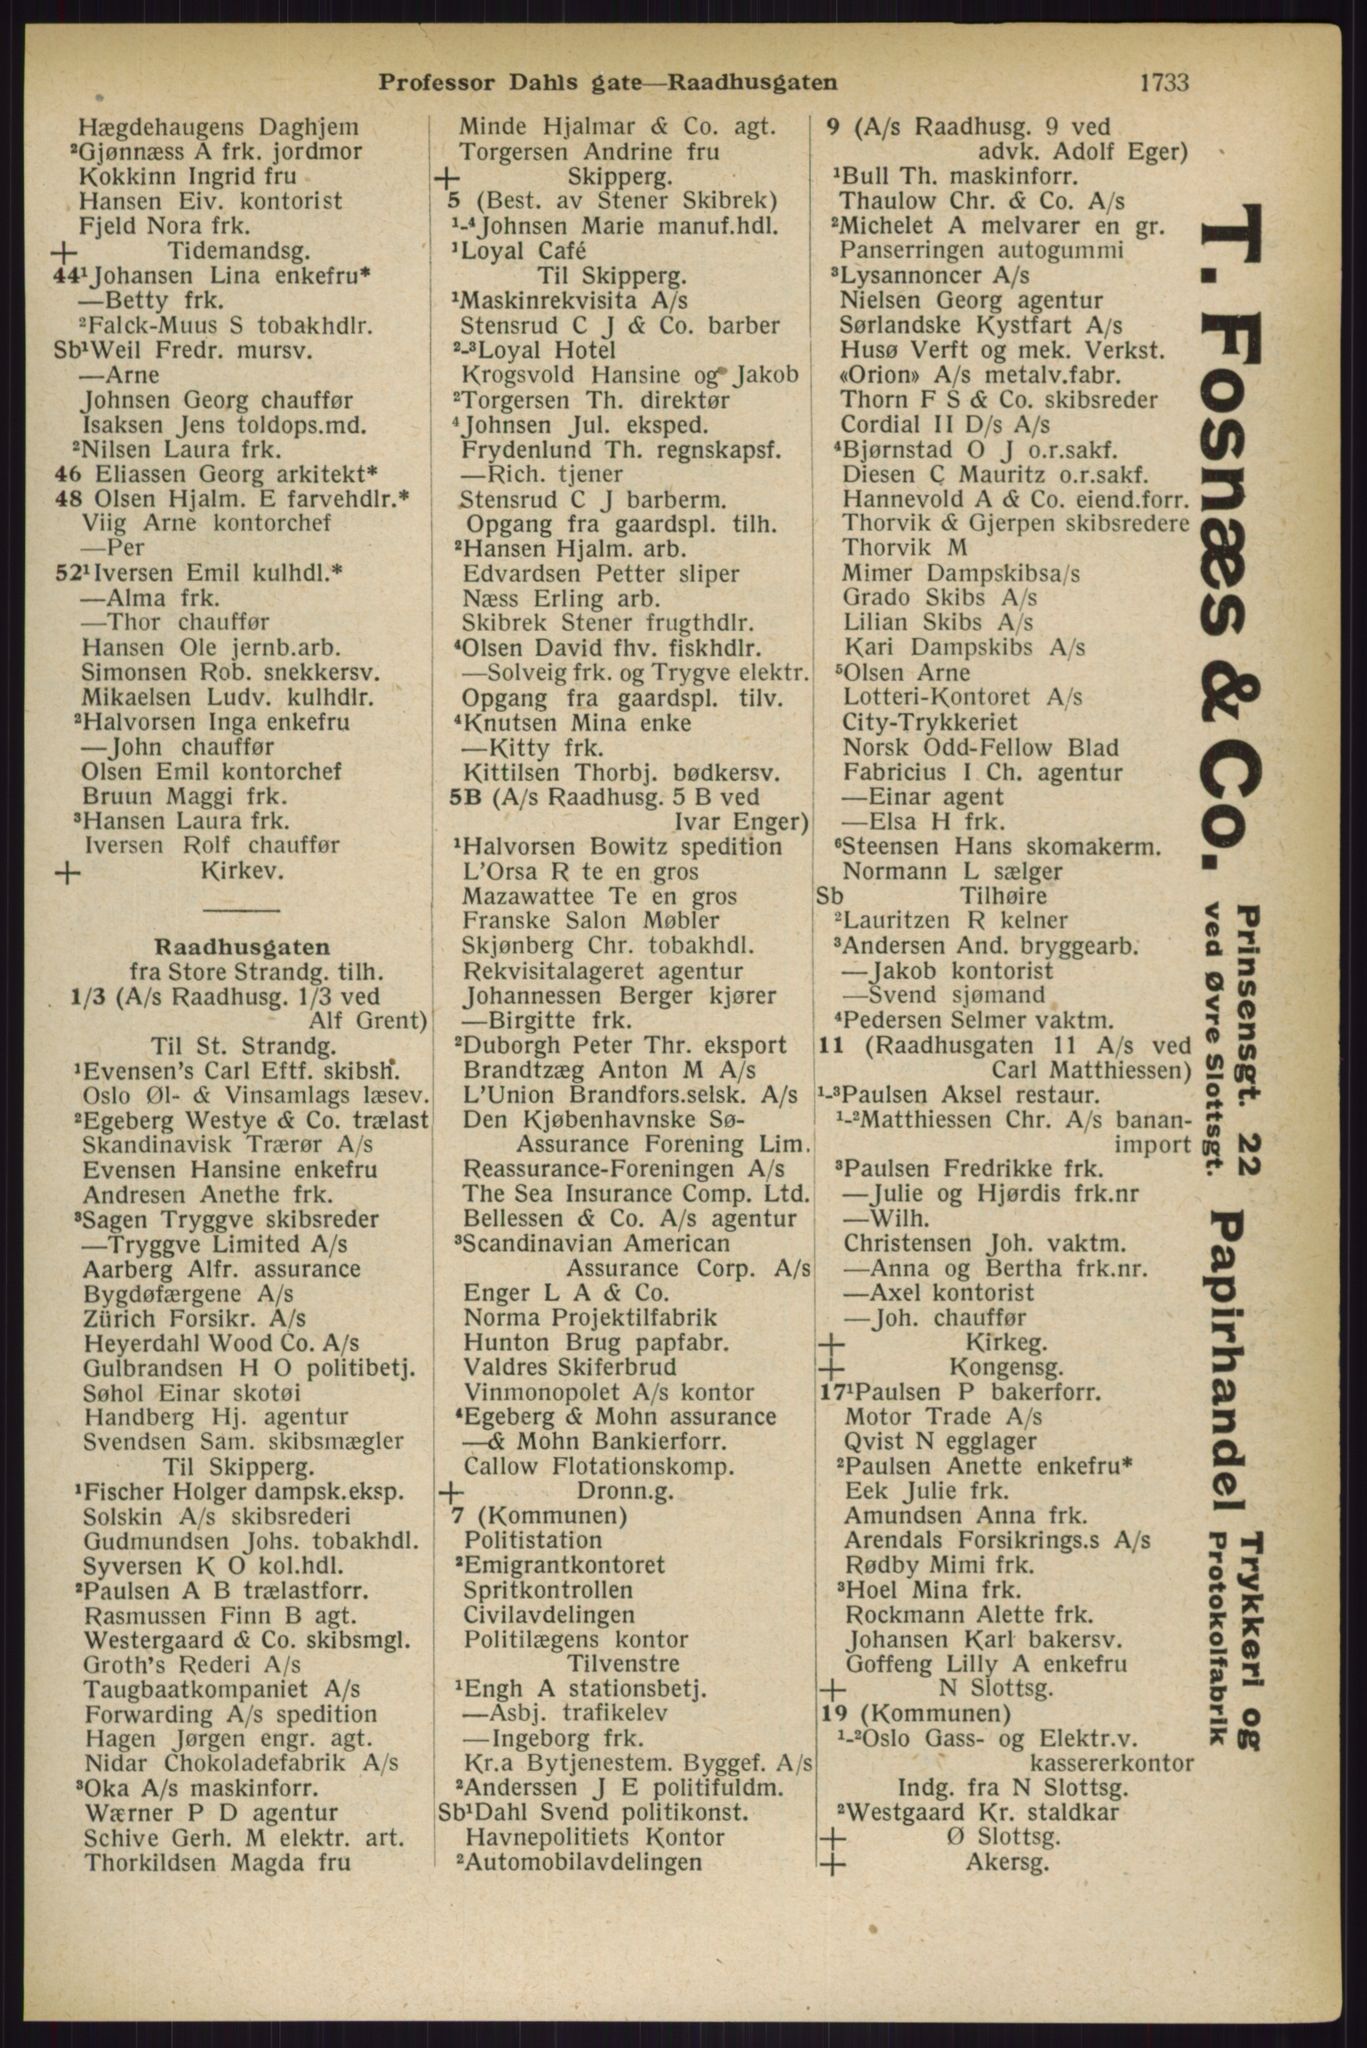 Professor Dahls gate—Raadhusgaten 1733
Hægdehaugens Daghjem
²Gjønnæss A frk. jordmor
Kokkinn Ingrid fru
Hansen Eiv. kontorist
Fjeld Nora frk.
+ Tidemandsg.
44¹Johansen Lina enkefru*
—Betty frk.
²Falck-Muus S tobakhdlr.
Sb¹Weil Fredr. mursv.
—Arne
Johnsen Georg chauffør
Isaksen Jens toldops.md.
²Nilsen Laura frk.
46 Eliassen Georg arkitekt*
48 Olsen Hjalm. E farvehdlr.*
Viig Arne kontorchef
—Per
52¹Iversen Emil kulhdl.*
—Alma frk.
—Thor chauffør
Hansen Ole jernb.arb.
Simonsen Rob. snekkersv.
Mikaelsen Ludv. kulhdlr.
²Halvorsen Inga enkefru
—John chauffør
Olsen Emil kontorchef
Bruun Maggi frk.
³Hansen Laura frk.
Iversen Rolf chauffør
+ Kirkev.
Raadhusgaten
fra Store Strandg. tilh.
1/3 (A/s Raadhusg. 1/3 ved
Alf Grent)
Til St. Strandg.
¹Evensen's Carl Eftf. skibsh.
Oslo Øl- & Vinsamlags læsev.
²Egeberg Westye & Co. trælast
Skandinavisk Trærør A/s
Evensen Hansine enkefru
Andresen Anethe frk.
³Sagen Tryggve skibsreder
—Tryggve Limited A/s
Aarberg Alfr. assurance
Bygdøfærgene A/s
Zürich Forsikr. A/s
Heyerdahl Wood Co. A/s
Gulbrandsen H O politibetj.
Søhol Einar skotøi
Handberg Hj. agentur
Svendsen Sam. skibsmægler
Til Skipperg.
¹Fischer Holger dampsk.eksp.
Solskin A/s skibsrederi
Gudmundsen Johs. tobakhdl.
Syversen K O kol.hdl.
²Paulsen A B trælastforr.
Rasmussen Finn B agt.
Westergaard & Co. skibsmgl.
Groth's Rederi A/s
Taugbaatkompaniet A/s
Forwarding A/s spedition
Hagen Jørgen engr. agt.
Nidar Chokoladefabrik A/s
³Oka A/s maskinforr.
Wærner P D agentur
Schive Gerh. M elektr. art.
Thorkildsen Magda fru
Minde Hjalmar & Co. agt.
Torgersen Andrine fru
+ Skipperg.
5 (Best. av Stener Skibrek)
¹-⁴Johnsen Marie manuf.hdl.
¹Loyal Café
Til Skipperg.
¹Maskinrekvisita A/s
Stensrud C J & Co. barber
²-³Loyal Hotel
Krogsvold Hansine og Jakob
²Torgersen Th. direktør
⁴Johnsen Jul. eksped.
Frydenlund Th. regnskapsf.
—Rich. tjener
Stensrud C J barberm.
Opgang fra gaardspl. tilh.
²Hansen Hjalm. arb.
Edvardsen Petter sliper
Næss Erling arb.
Skibrek Stener frugthdlr.
⁴Olsen David fhv. fiskhdlr.
—Solveig frk. og Trygve elektr.
Opgang fra gaardspl. tilv.
⁴Knutsen Mina enke
—Kitty frk.
Kittilsen Thorbj. bødkersv.
5B (A/s Raadhusg. 5 B ved
Ivar Enger)
¹Halvorsen Bowitz spedition
L'Orsa R te en gros
Mazawattee Te en gros
Franske Salon Møbler
Skjønberg Chr. tobakhdl.
Rekvisitalageret agentur
Johannessen Berger kjører
—Birgitte frk.
²Duborgh Peter Thr. eksport
Brandtzæg Anton M A/s
L'Union Brandfors.selsk. A/s
Den Kjøbenhavnske Sø-
Assurance Forening Lim.
Reassurance-Foreningen A/s
The Sea Insurance Comp. Ltd.
Bellessen & Co. A/s agentur
³Scandinavian American
Assurance Corp. A/s
Enger L A & Co.
Norma Projektilfabrik
Hunton Brug papfabr.
Valdres Skiferbrud
Vinmonopolet A/s kontor
⁴Egeberg & Mohn assurance
—& Mohn Bankierforr.
Callow Flotationskomp.
+ Dronn.g.
7 (Kommunen)
Politistation
²Emigrantkontoret
Spritkontrollen
Civilavdelingen
Politilægens kontor
Tilvenstre
¹Engh A stationsbetj.
—Asbj. trafikelev
—Ingeborg frk.
Kr.a Bytjenestem. Byggef. A/s
²Anderssen J E politifuldm.
Sb¹Dahl Svend politikonst.
Havnepolitiets Kontor
²Automobilavdelingen
9 (A/s Raadhusg. 9 ved
advk. Adolf Eger)
¹Bull Th. maskinforr.
Thaulow Chr. & Co. A/s
²Michelet A melvarer en gr.
Panserringen autogummi
³Lysannoncer A/s
Nielsen Georg agentur
Sørlandske Kystfart A/s
Husø Verft og mek. Verkst.
«Orion» A/s metalv.fabr.
Thorn F S & Co. skibsreder
Cordial II D/s A/s
⁴Bjørnstad O J o.r.sakf.
Diesen C Mauritz o.r.sakf.
Hannevold A & Co. eiend.forr.
Thorvik & Gjerpen skibsredere
Thorvik M
Mimer Dampskibsa/s
Grado Skibs A/s
Lilian Skibs A/s
Kari Dampskibs A/s
⁵Olsen Arne
Lotteri-Kontoret A/s
City-Trykkeriet
Norsk Odd-Fellow Blad
Fabricius I Ch. agentur
—Einar agent
—Elsa H frk.
⁶Steensen Hans skomakerm.
Normann L sælger
Sb Tilhøire
²Lauritzen R kelner
³Andersen And. bryggearb.
—Jakob kontorist
—Svend sjømand
⁴Pedersen Selmer vaktm.
11 (Raadhusgaten 11 A/s ved
Carl Matthiessen)
¹-³Paulsen Aksel restaur.
¹-²Matthiessen Chr. A/s banan-
import
³Paulsen Fredrikke frk.
—Julie og Hjørdis frk.nr
—Wilh.
Christensen Joh. vaktm.
—Anna og Bertha frk.nr.
—Axel kontorist
—Joh. chauffør
+ Kirkeg.
+ Kongensg.
17¹Paulsen P bakerforr.
Motor Trade A/s
Qvist N egglager
²Paulsen Anette enkefru*
Eek Julie frk.
Amundsen Anna frk.
Arendals Forsikrings.s A/s
Rødby Mimi frk.
³Hoel Mina frk.
Rockmann Alette frk.
Johansen Karl bakersv.
Goffeng Lilly A enkefru
+ N Slottsg.
19 (Kommunen)
¹-²Oslo Gass- og Elektr.v.
kassererkontor
Indg. fra N Slottsg.
²Westgaard Kr. staldkar
+ Ø Slottsg.
+ Akersg.
T. Fosnæs & Co.
Prinsensgt. 22
ved Øvre Slottsgt.
Papirhandel
Trykkeri og
Protokolfabrik